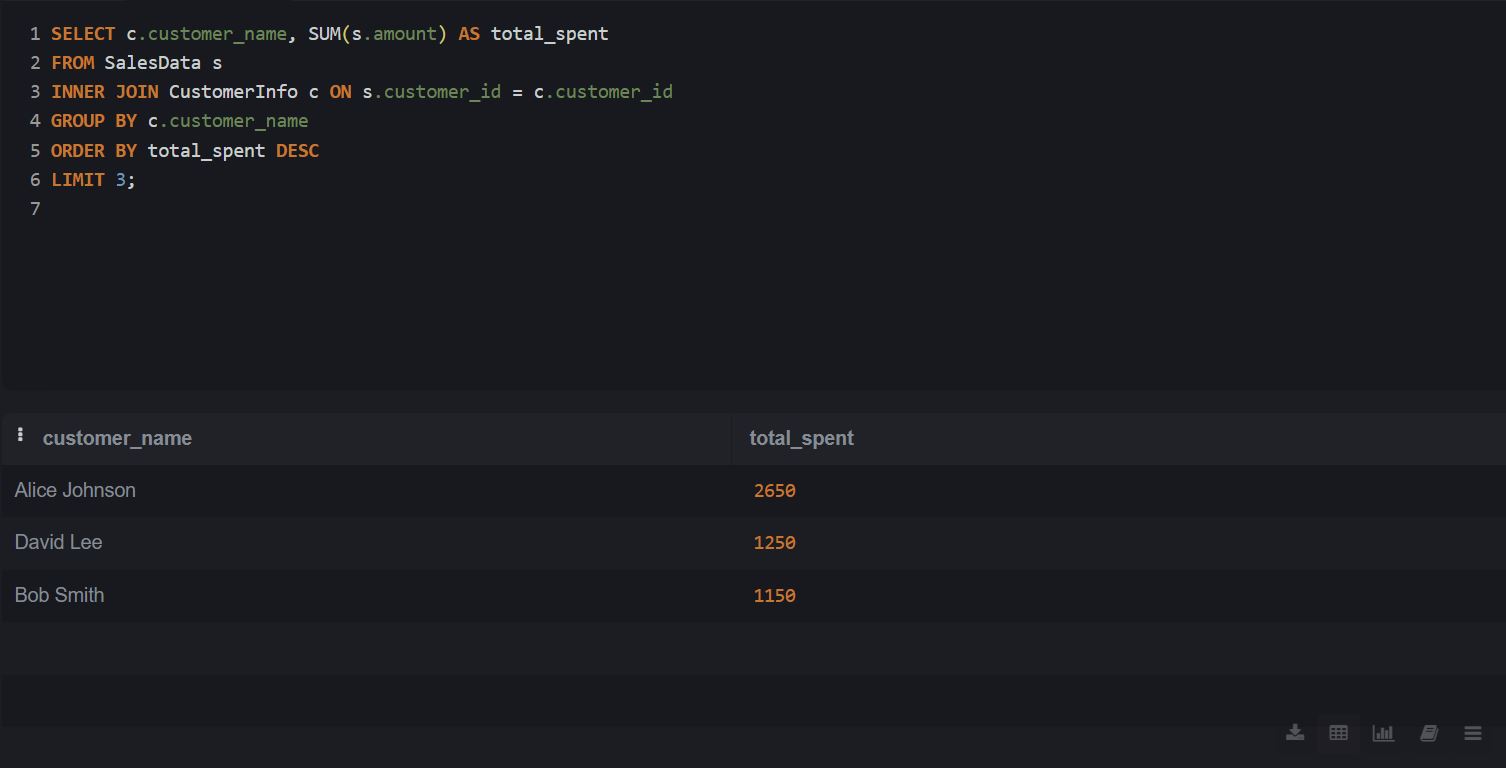 1 SELECT c.customer_name, SUM(s.amount) AS total_spent
2 FROM SalesData s
3 INNER JOIN CustomerInfo c ON s.customer_id = c.customer_id
4 GROUP BY c.customer_name
5 ORDER BY total_spent DESC
6 LIMIT 3;
7
customer_name total_spent
Alice Johnson 2650
David Lee 1250
Bob Smith 1150